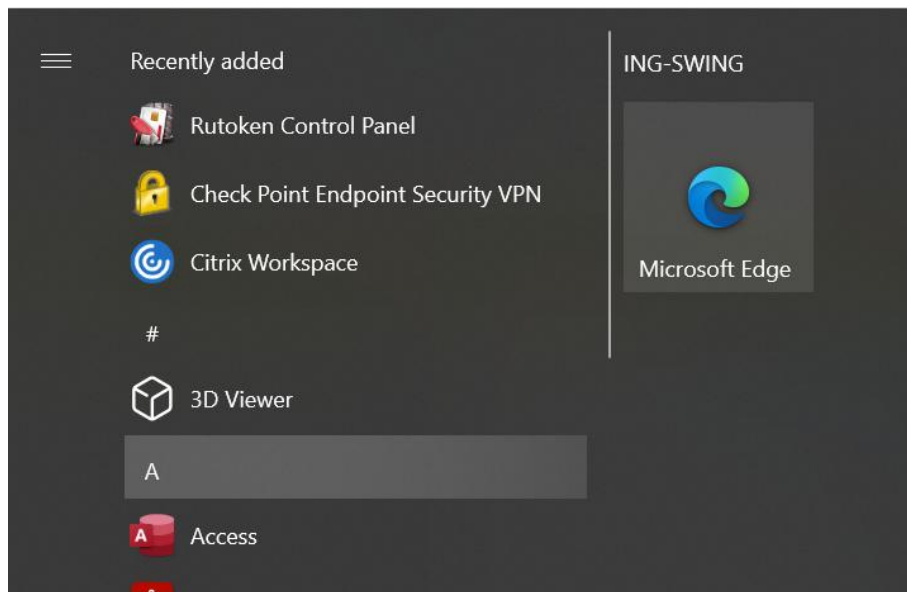 Recently added
Rutoken Control Panel
Check Point Endpoint Security VPN
Citrix Workspace
#
3D Viewer
A
A
Access
ING-SWING
Microsoft Edge